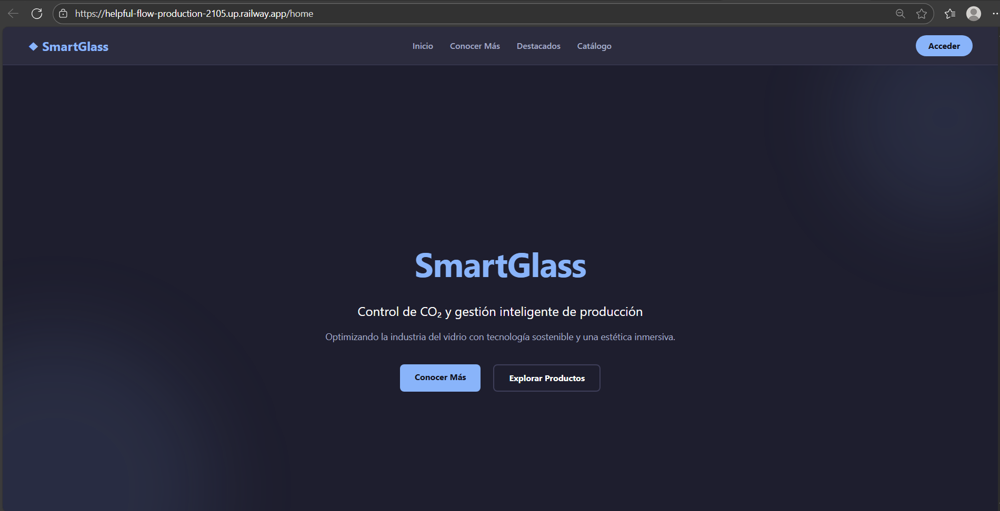 https://helpful-flow-production-2105.up.railway.app/home
SmartGlass
Inicio Conocer Más Destacados Catálogo
Acceder
SmartGlass
Control de CO₂ y gestión inteligente de producción
Optimizando la industria del vidrio con tecnología sostenible y una estética inmersiva.
Conocer Más
Explorar Productos